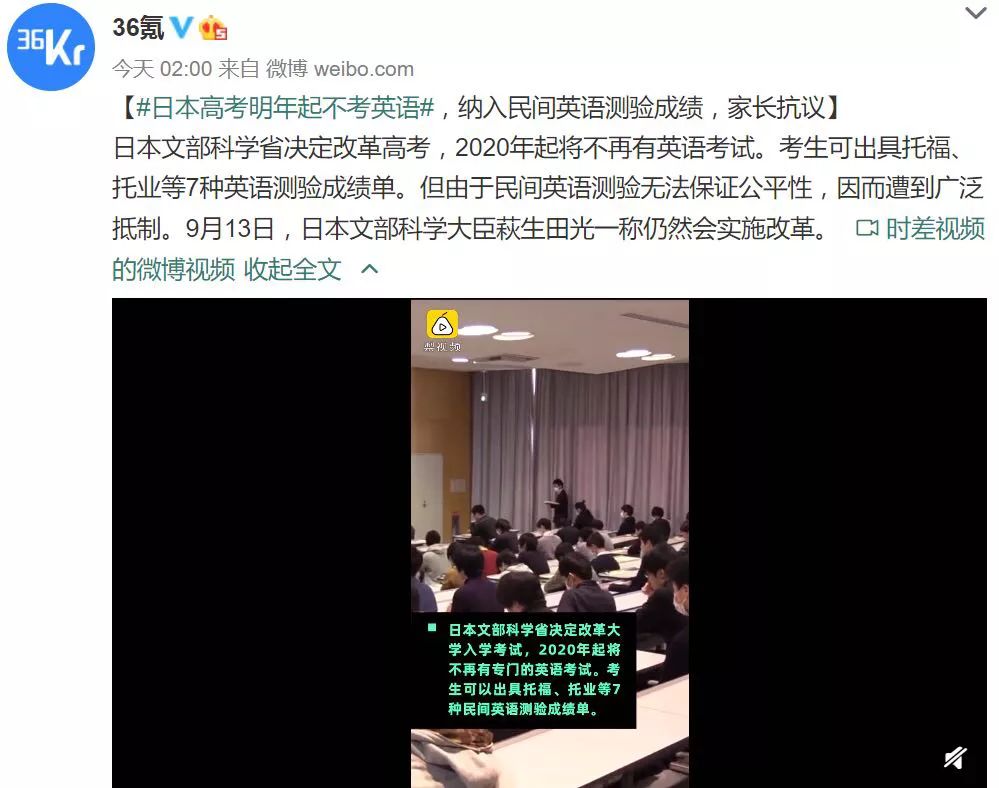 36Kr
36氪
今天 02:00 来自 微博 weibo.com
【#日本高考明年起不考英语#，纳入民间英语测验成绩，家长抗议】
日本文部科学省决定改革高考，2020年起将不再有英语考试。考生可出具托福、
托业等7种英语测验成绩单。但由于民间英语测验无法保证公平性，因而遭到广泛
抵制。9月13日，日本文部科学大臣萩生田光一称仍然会实施改革。 时差视频
的微博视频 收起全文
梨视频
日本文部科学省决定改革大
学入学考试，2020年起将
不再有专门的英语考试。考
生可以出具托福、托业等7
种民间英语测验成绩单。